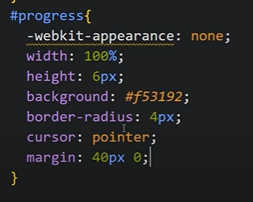 #progress{
-webkit-appearance: none;
width: 100%;
height: 6px;
background: #f53192;
border-radius: 4px;
cursor: pointer;
margin: 40px 0;
}